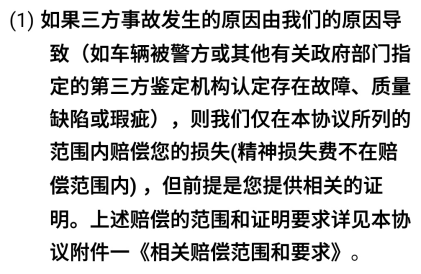 (1) 如果三方事故发生的原因由我们的原因导
致（如车辆被警方或其他有关政府部门指
定的第三方鉴定机构认定存在故障、质量
缺陷或瑕疵），则我们仅在本协议所列的
范围内赔偿您的损失(精神损失费不在赔
偿范围内) ，但前提是您提供相关的证
明。上述赔偿的范围和证明要求详见本协
议附件一《相关赔偿范围和要求》。